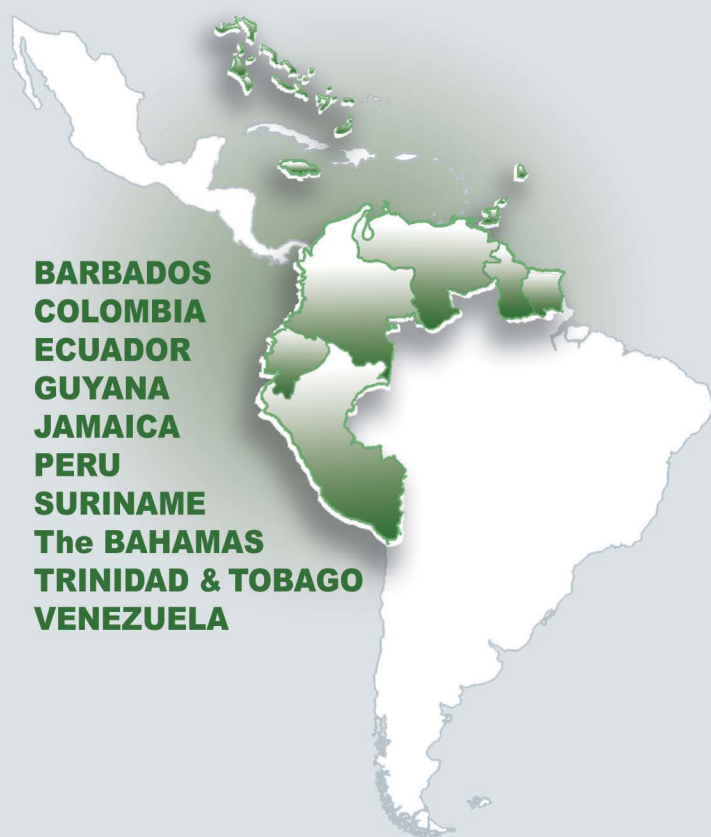 BARBADOS
COLOMBIA
ECUADOR
GUYANA
JAMAICA
PERU
SURINAME
The BAHAMAS
TRINIDAD & TOBAGO
VENEZUELA